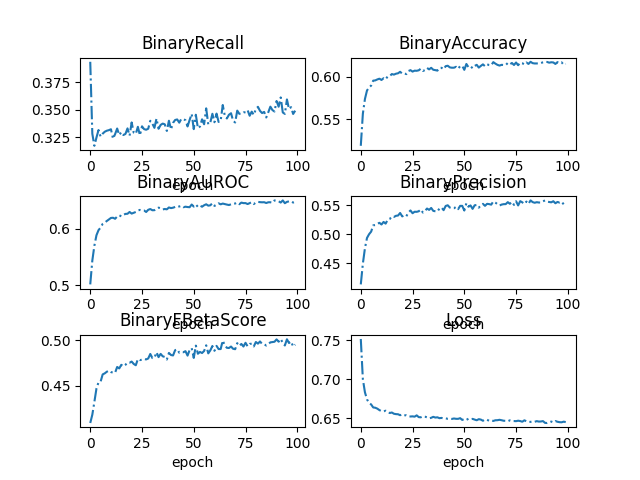 BinaryRecall
0.375
0.350
0.325
0 25 50 75 100
epoch
BinaryAccuracy
0.60
0.55
0 25 50 75 100
epoch
BinaryAUROC
0.6
0.5
0 25 50 75 100
epoch
BinaryPrecision
0.55
0.50
0.45
0 25 50 75 100
epoch
BinaryFBetaScore
0.50
0.45
0 25 50 75 100
epoch
Loss
0.75
0.70
0.65
0 25 50 75 100
epoch